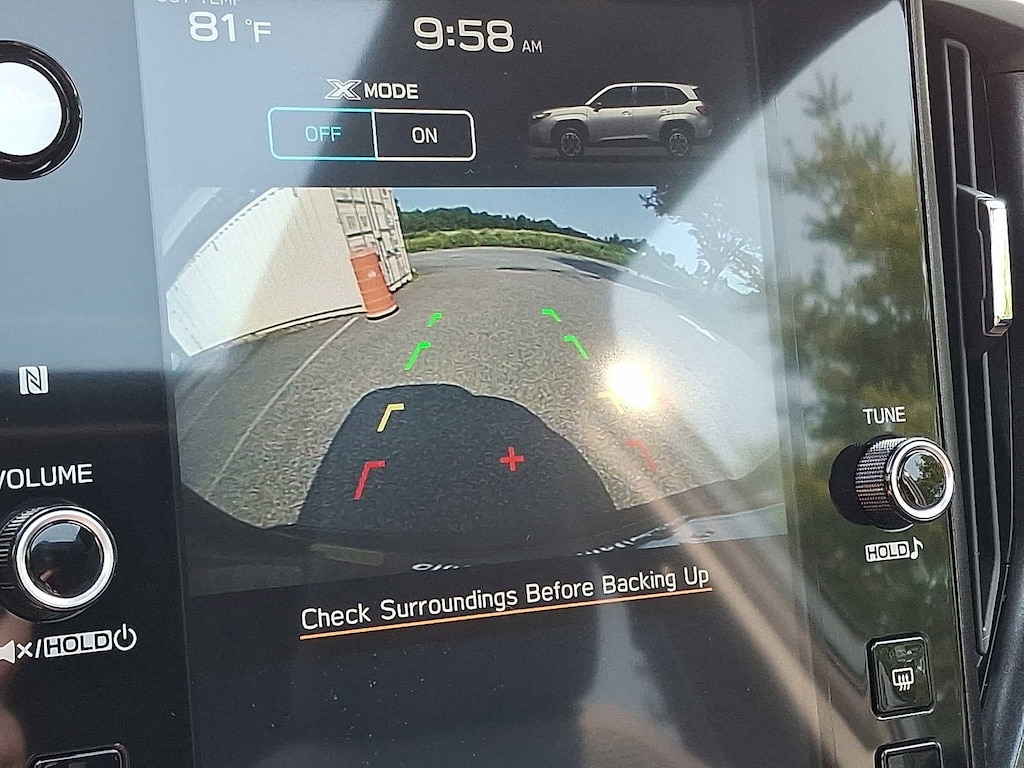 81°F
9:58 AM
X MODE
OFF ON
TUNE
VOLUME
HOLD♪
Check Surroundings Before Backing Up
/HOLD